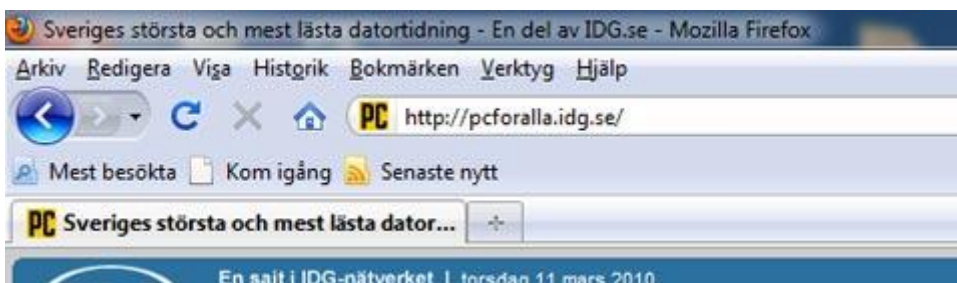 Sveriges största och mest lästa datortidning - En del av IDG.se - Mozilla Firefox
Arkiv Redigera Visa Historik Bokmärken Verktyg Hjälp
PC http://pcforalla.idg.se/
Mest besökta Kom igång Senaste nytt
PC Sveriges största och mest lästa dator...
En sajt i IDG-nätverket | torsdag 11 mars 2010